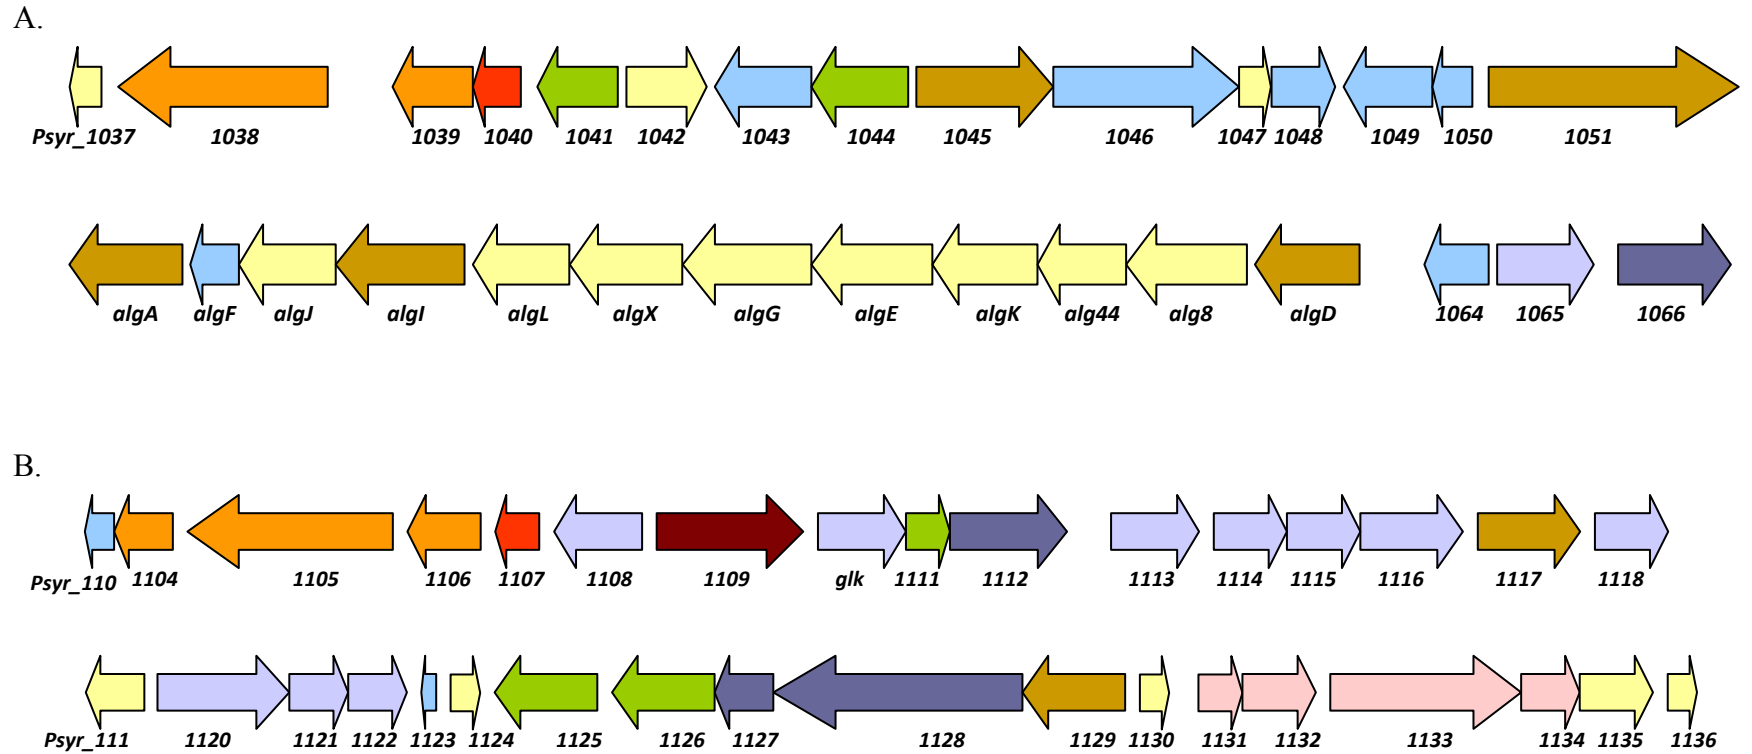 A.
Psyr_1037 1038 1039 1040 1041 1042 1043 1044 1045 1046 1047 1048 1049 1050 1051
algA algF algJ algI algL algX algG algE algK alg44 alg8 algD 1064 1065 1066
B.
Psyr_110 1104 1105 1106 1107 1108 1109 glk 1111 1112 1113 1114 1115 1116 1117 1118
Psyr_111 1120 1121 1122 1123 1124 1125 1126 1127 1128 1129 1130 1131 1132 1133 1134 1135 1136